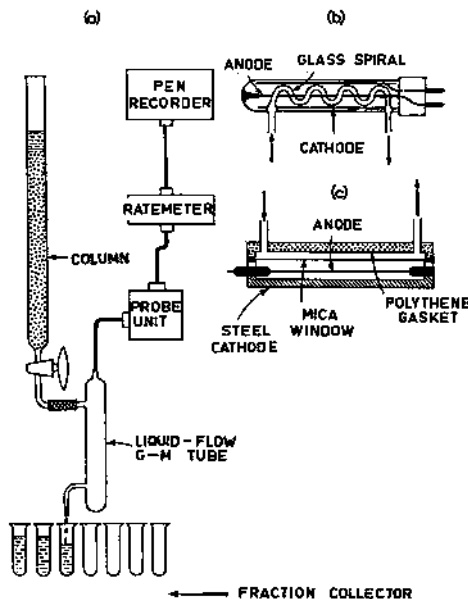 (a)
PEN
RECORDER
RATEMETER
COLUMN
PROBE
UNIT
LIQUID-FLOW
G-M TUBE
FRACTION COLLECTOR
(b)
GLASS SPIRAL
ANODE
CATHODE
(c)
ANODE
POLYTHENE
GASKET
MICA
WINDOW
STEEL
CATHODE